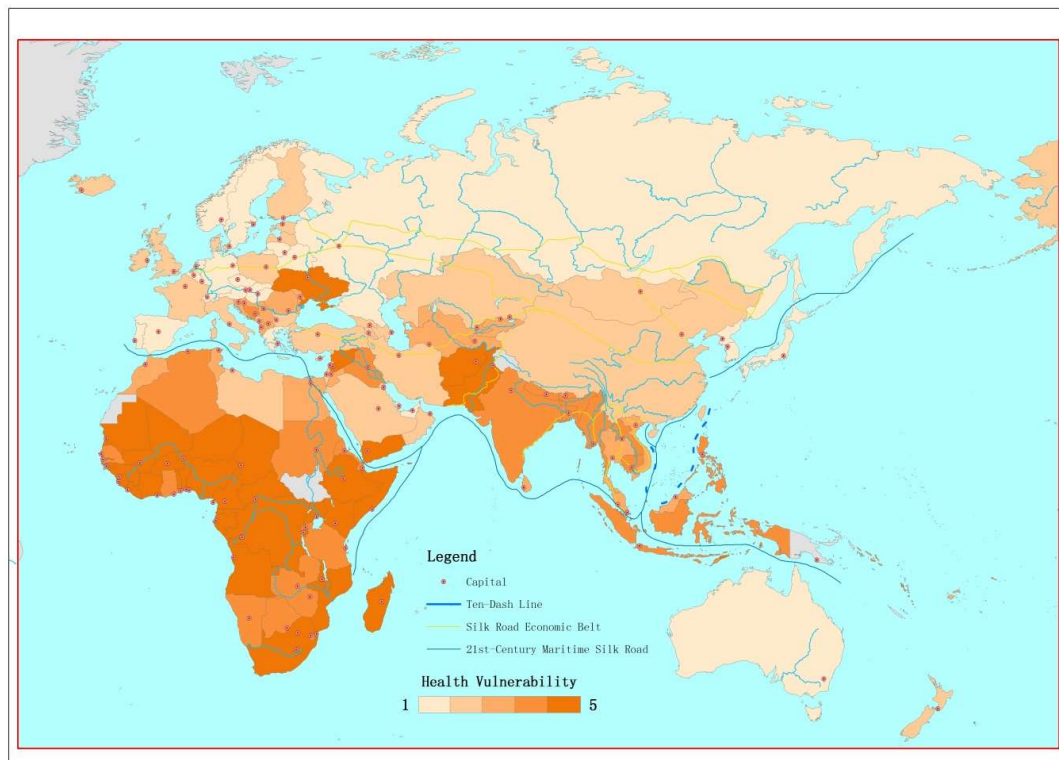 Legend
Capital
Ten-Dash Line
Silk Road Economic Belt
21st-Century Maritime Silk Road
Health Vulnerability
1 5